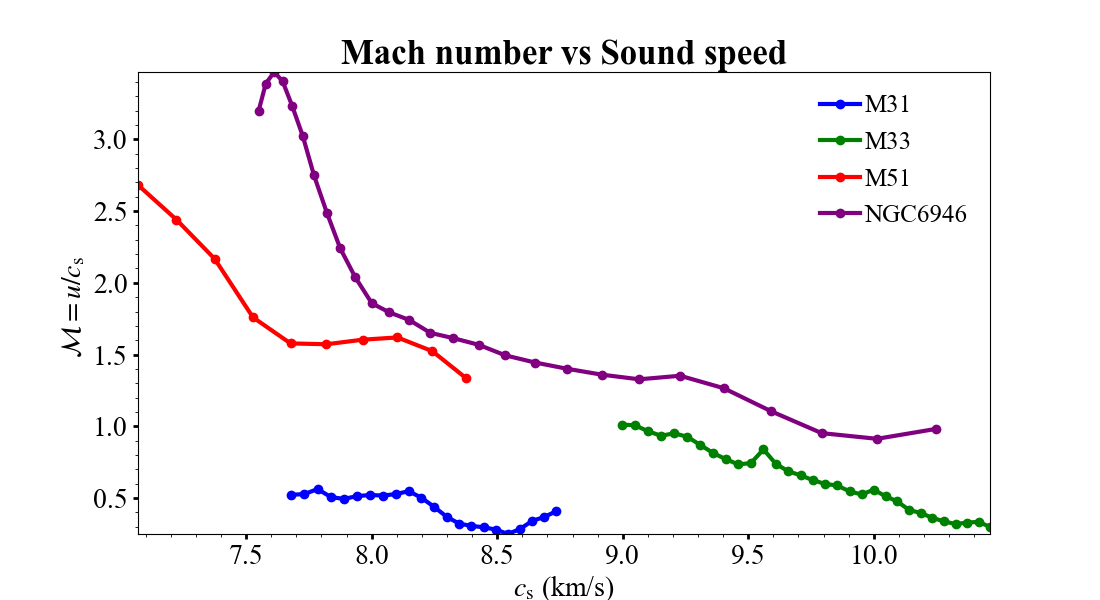 Mach number vs Sound speed
M31
M33
M51
NGC6946
3.0
2.5
2.0
1.5
1.0
0.5
ℳ = u/cₛ
7.5 8.0 8.5 9.0 9.5 10.0
cₛ (km/s)